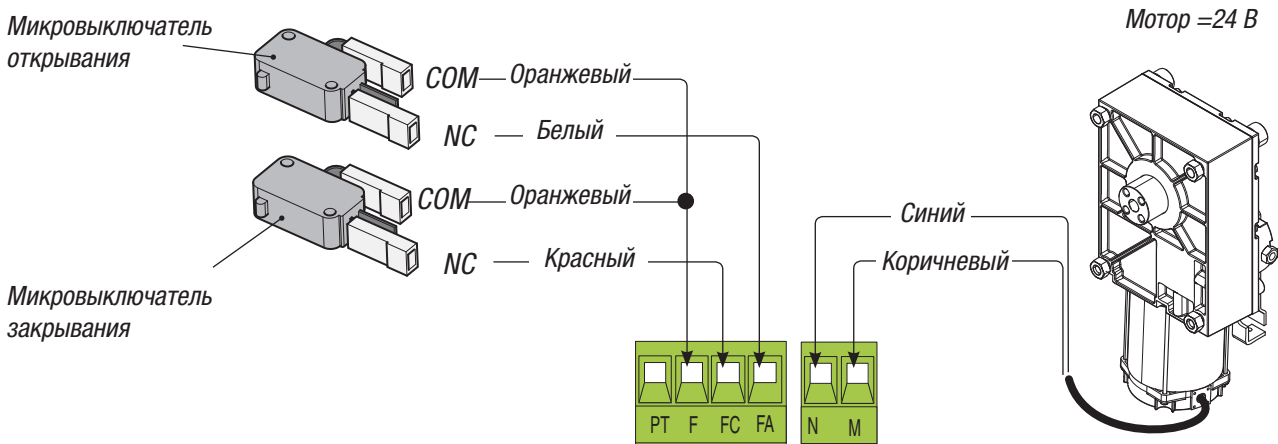 Мотор =24 В
Микровыключатель
открывания
COM Оранжевый
NC Белый
COM Оранжевый
NC Красный
Микровыключатель
закрывания
Синий
Коричневый
PT F FC FA N M